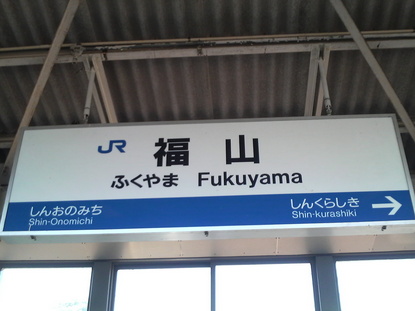 JR 福山
ふくやま Fukuyama
しんおのみち
Shin-Onomichi
しんくらしき
Shin-kurashiki